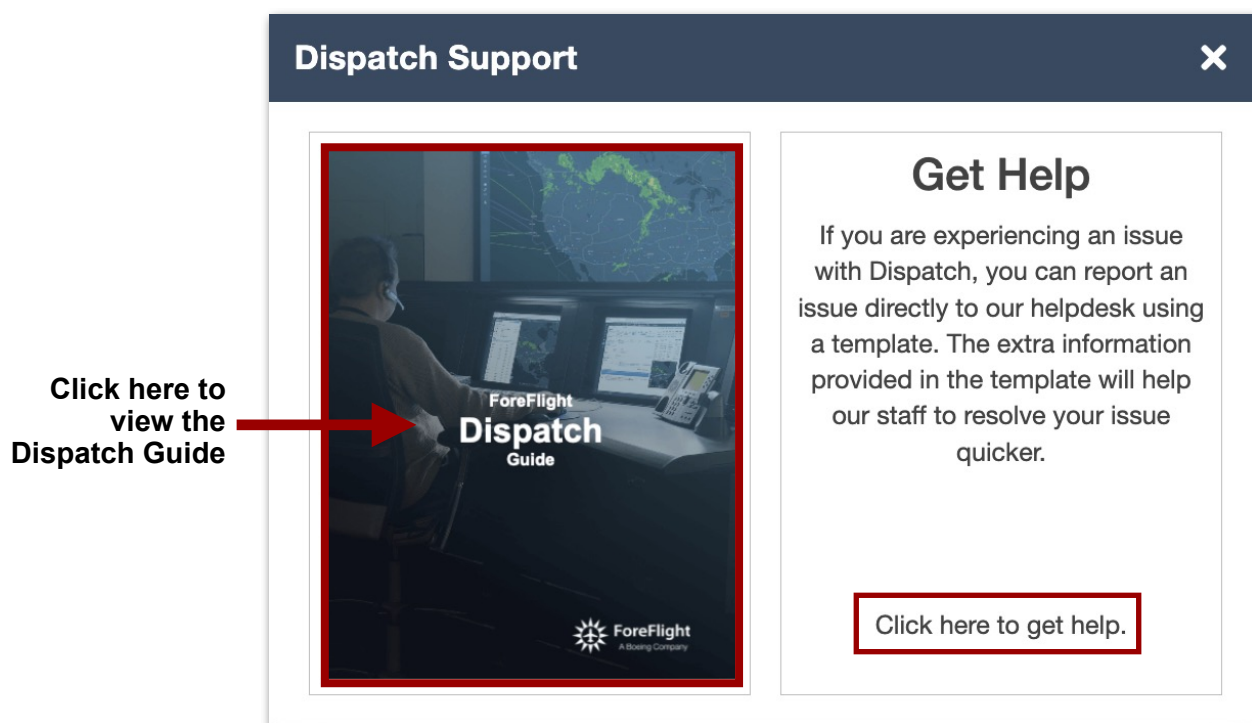 Dispatch Support
Click here to
view the
Dispatch Guide
ForeFlight
Dispatch
Guide
ForeFlight
A Boeing Company
Get Help
If you are experiencing an issue
with Dispatch, you can report an
issue directly to our helpdesk using
a template. The extra information
provided in the template will help
our staff to resolve your issue
quicker.
Click here to get help.